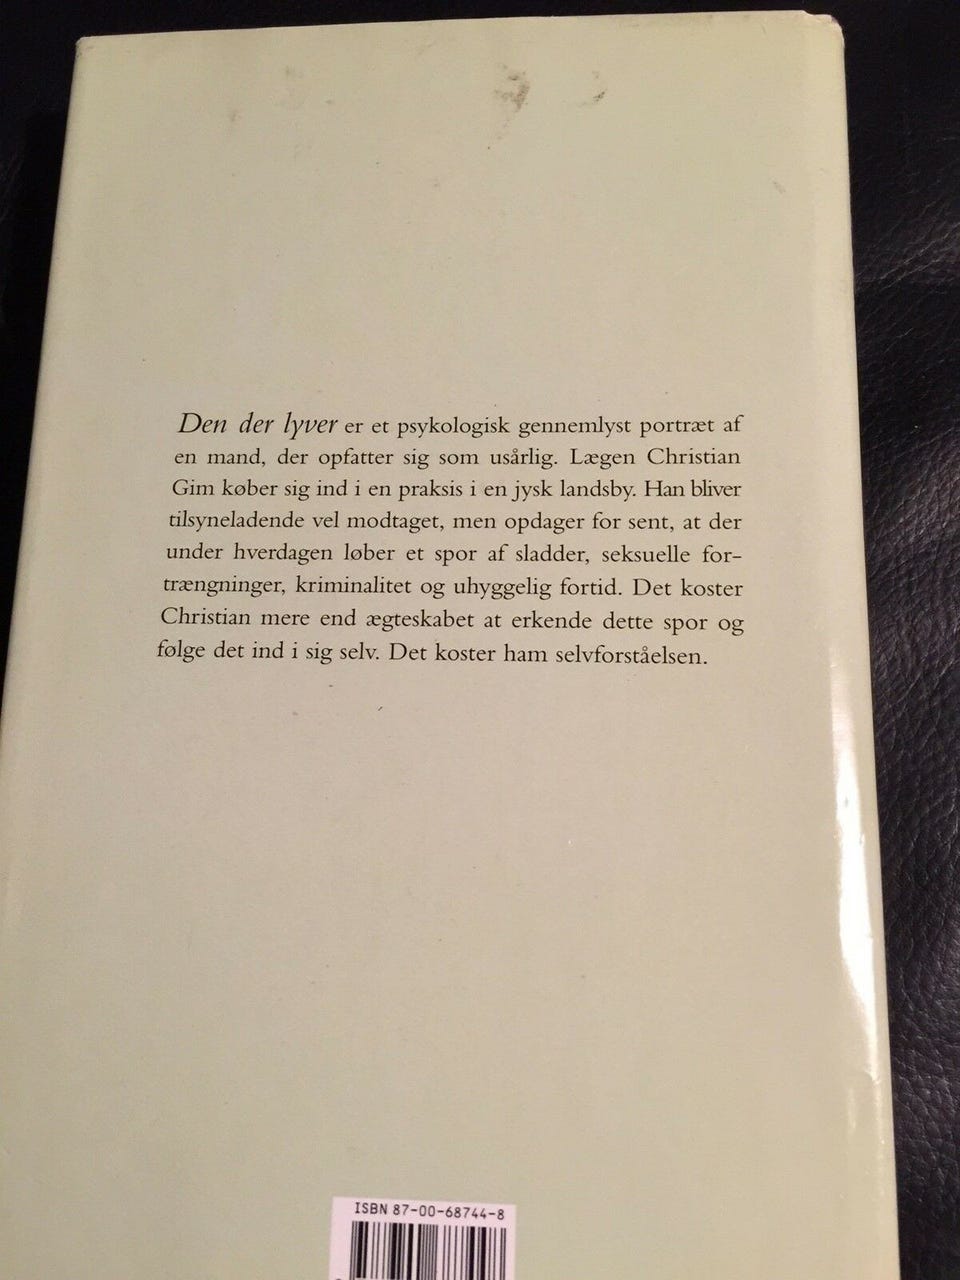 Den der lyver er et psykologisk gennemlyst portræt af
en mand, der opfatter sig som usårlig. Lægen Christian
Gim køber sig ind i en praksis i en jysk landsby. Han bliver
tilsyneladende vel modtaget, men opdager for sent, at der
under hverdagen løber et spor af sladder, seksuelle for-
trængninger, kriminalitet og uhyggelig fortid. Det koster
Christian mere end ægteskabet at erkende dette spor og
følge det ind i sig selv. Det koster ham selvforståelsen.
ISBN 87-00-68744-8